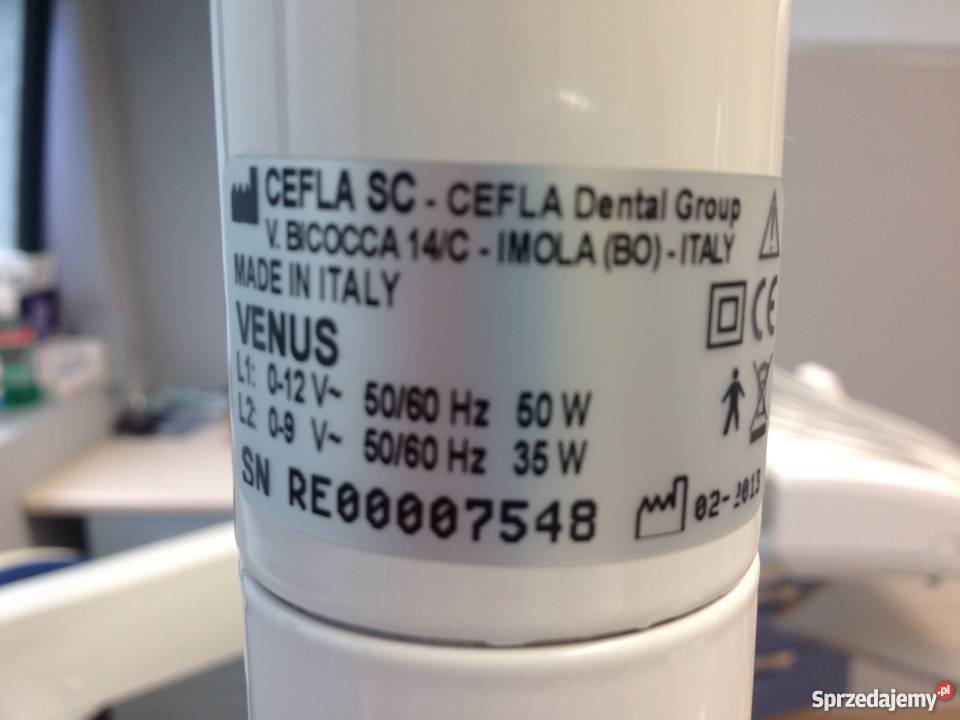 CEFLA SC - CEFLA Dental Group
V. BICOCCA 14/C - IMOLA (BO) - ITALY
MADE IN ITALY
VENUS
CE
L1: 0-12 V~ 50/60 Hz 50 W
L2: 0-9 V~ 50/60 Hz 35 W
SN RE00007548
02-2013
Sprzedajemy.pl